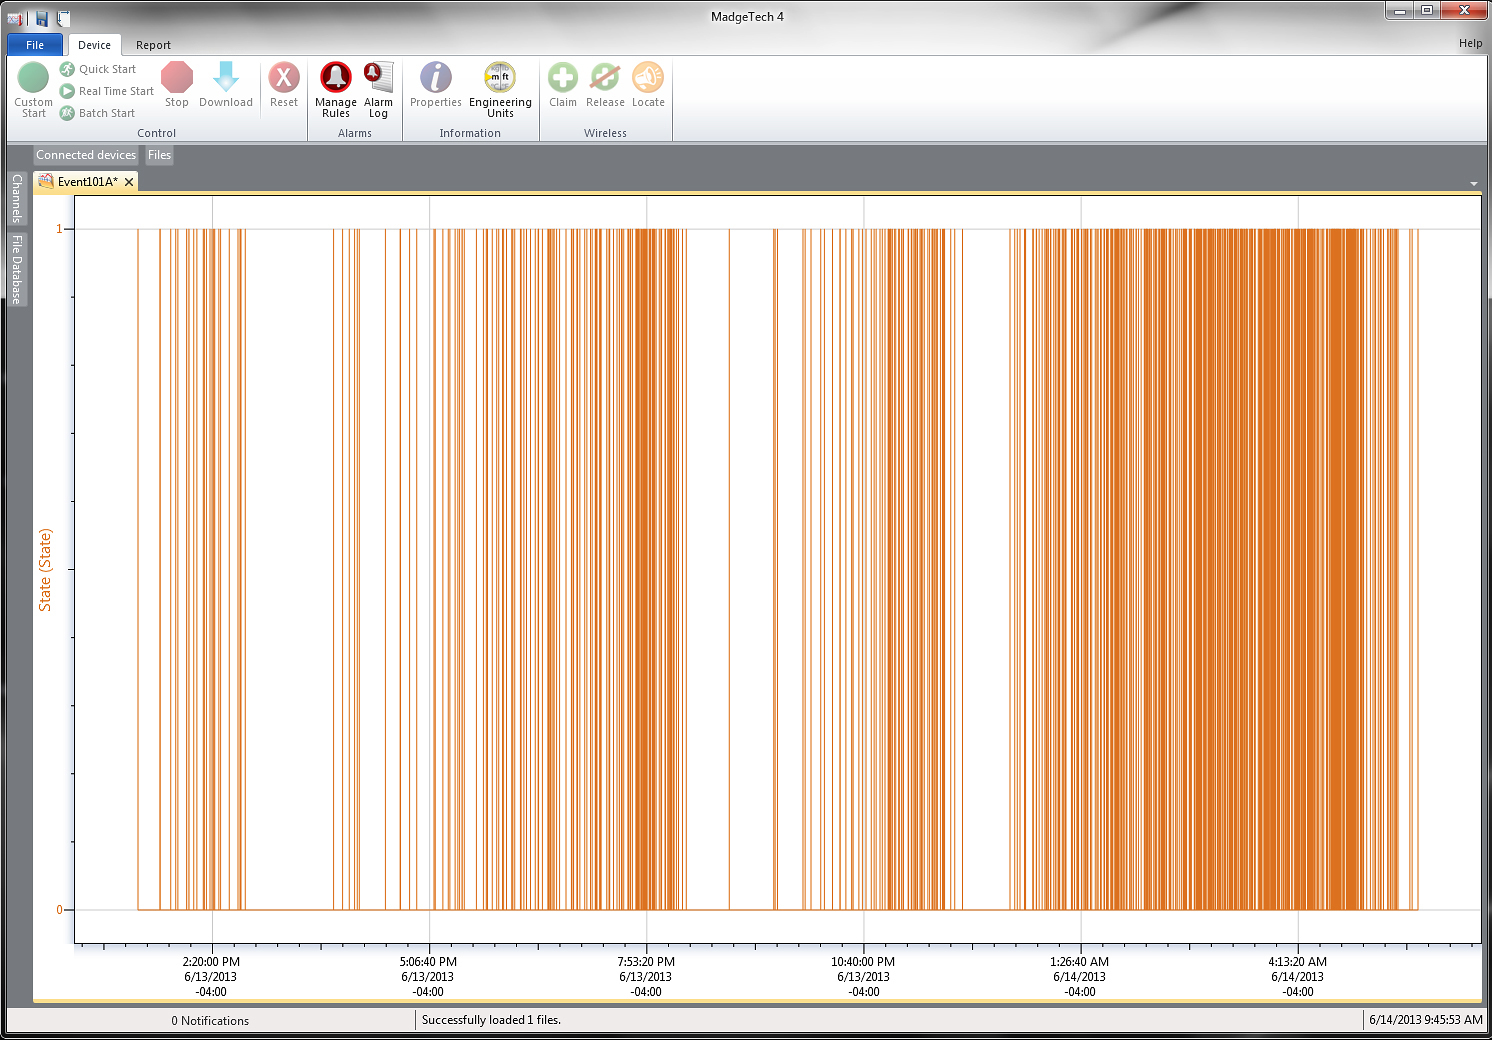 MadgeTech 4
File Device Report Help
Custom Start
Quick Start
Real Time Start
Batch Start
Stop
Download
Reset
Manage Rules
Alarm Log
Properties
Engineering Units
m ft
Claim
Release
Locate
Control
Alarms
Information
Wireless
Connected devices Files
Channels
File Database
Event101A*
State (State)
1
0
2:20:00 PM
6/13/2013
-04:00
5:06:40 PM
6/13/2013
-04:00
7:53:20 PM
6/13/2013
-04:00
10:40:00 PM
6/13/2013
-04:00
1:26:40 AM
6/14/2013
-04:00
4:13:20 AM
6/14/2013
-04:00
0 Notifications
Successfully loaded 1 files.
6/14/2013 9:45:53 AM